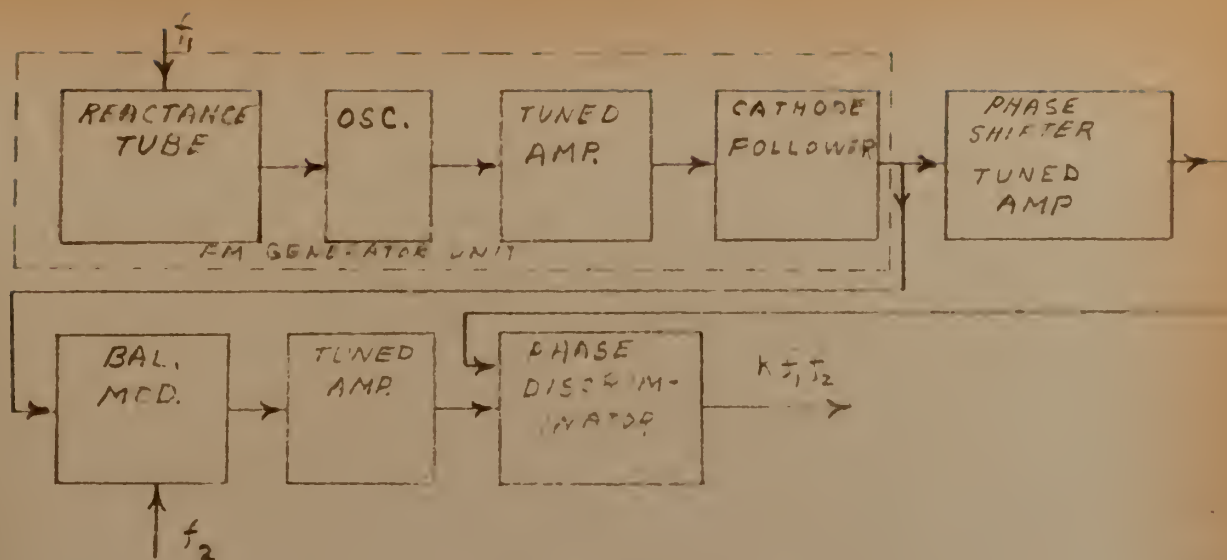 f1
REACTANCE
TUBE
OSC.
TUNED
AMP.
CATHODE
FOLLOWER
PHASE
SHIFTER
TUNED
AMP
FM GENERATOR UNIT
BAL.
MOD.
TUNED
AMP.
PHASE
DISCRIM-
INATOR
K f1 f2
f2